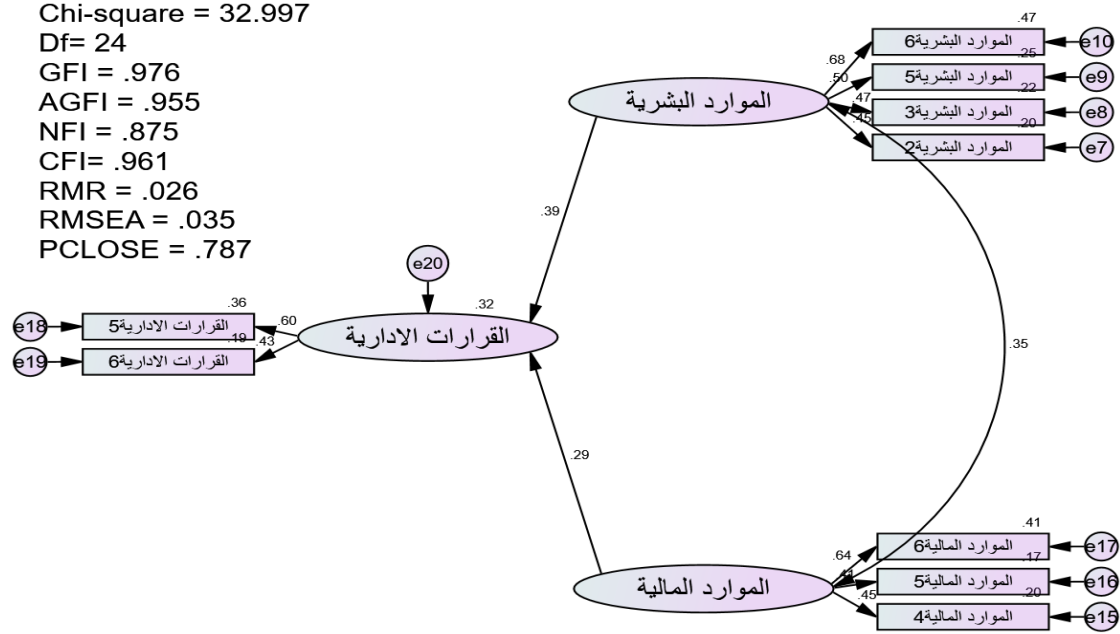 Chi-square = 32.997
Df= 24
GFI = .976
AGFI = .955
NFI = .875
CFI= .961
RMR = .026
RMSEA = .035
PCLOSE = .787
.47
الموارد البشرية6
e10
.25
الموارد البشرية5
e9
.22
الموارد البشرية3
e8
.20
الموارد البشرية2
e7
.68
.50
.47
.45
الموارد البشرية
.39
e20
.32
القرارات الادارية
.36
القرارات الادارية5
e18
.60
.19
القرارات الادارية6
e19
.43
.35
.29
الموارد المالية
.41
الموارد المالية6
e17
.17
الموارد المالية5
e16
.20
الموارد المالية4
e15
.64
.41
.45